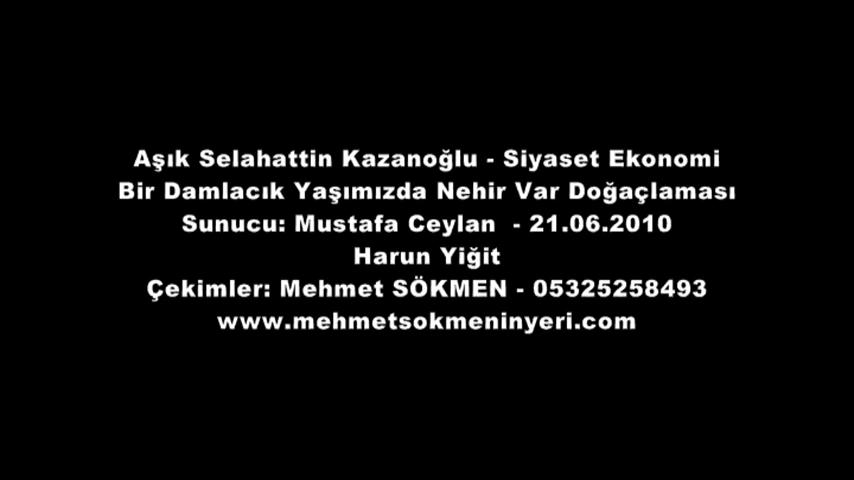 Aşık Selahattin Kazanoğlu - Siyaset Ekonomi
Bir Damlacık Yaşımızda Nehir Var Doğaçlaması
Sunucu: Mustafa Ceylan - 21.06.2010
Harun Yiğit
Çekimler: Mehmet SÖKMEN - 05325258493
www.mehmetsokmeninyeri.com